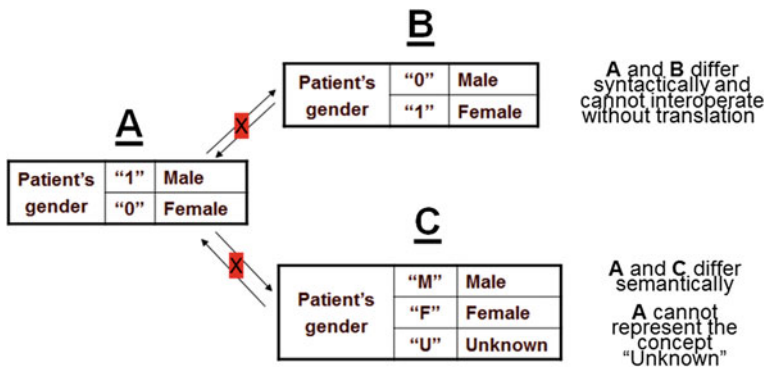 B
Patient's
gender
“0” Male
“1” Female
A and B differ
syntactically and
cannot interoperate
without translation
X
A
Patient's
gender
“1” Male
“0” Female
X
C
Patient's
gender
“M” Male
“F” Female
“U” Unknown
A and C differ
semantically
A cannot
represent the
concept
“Unknown”